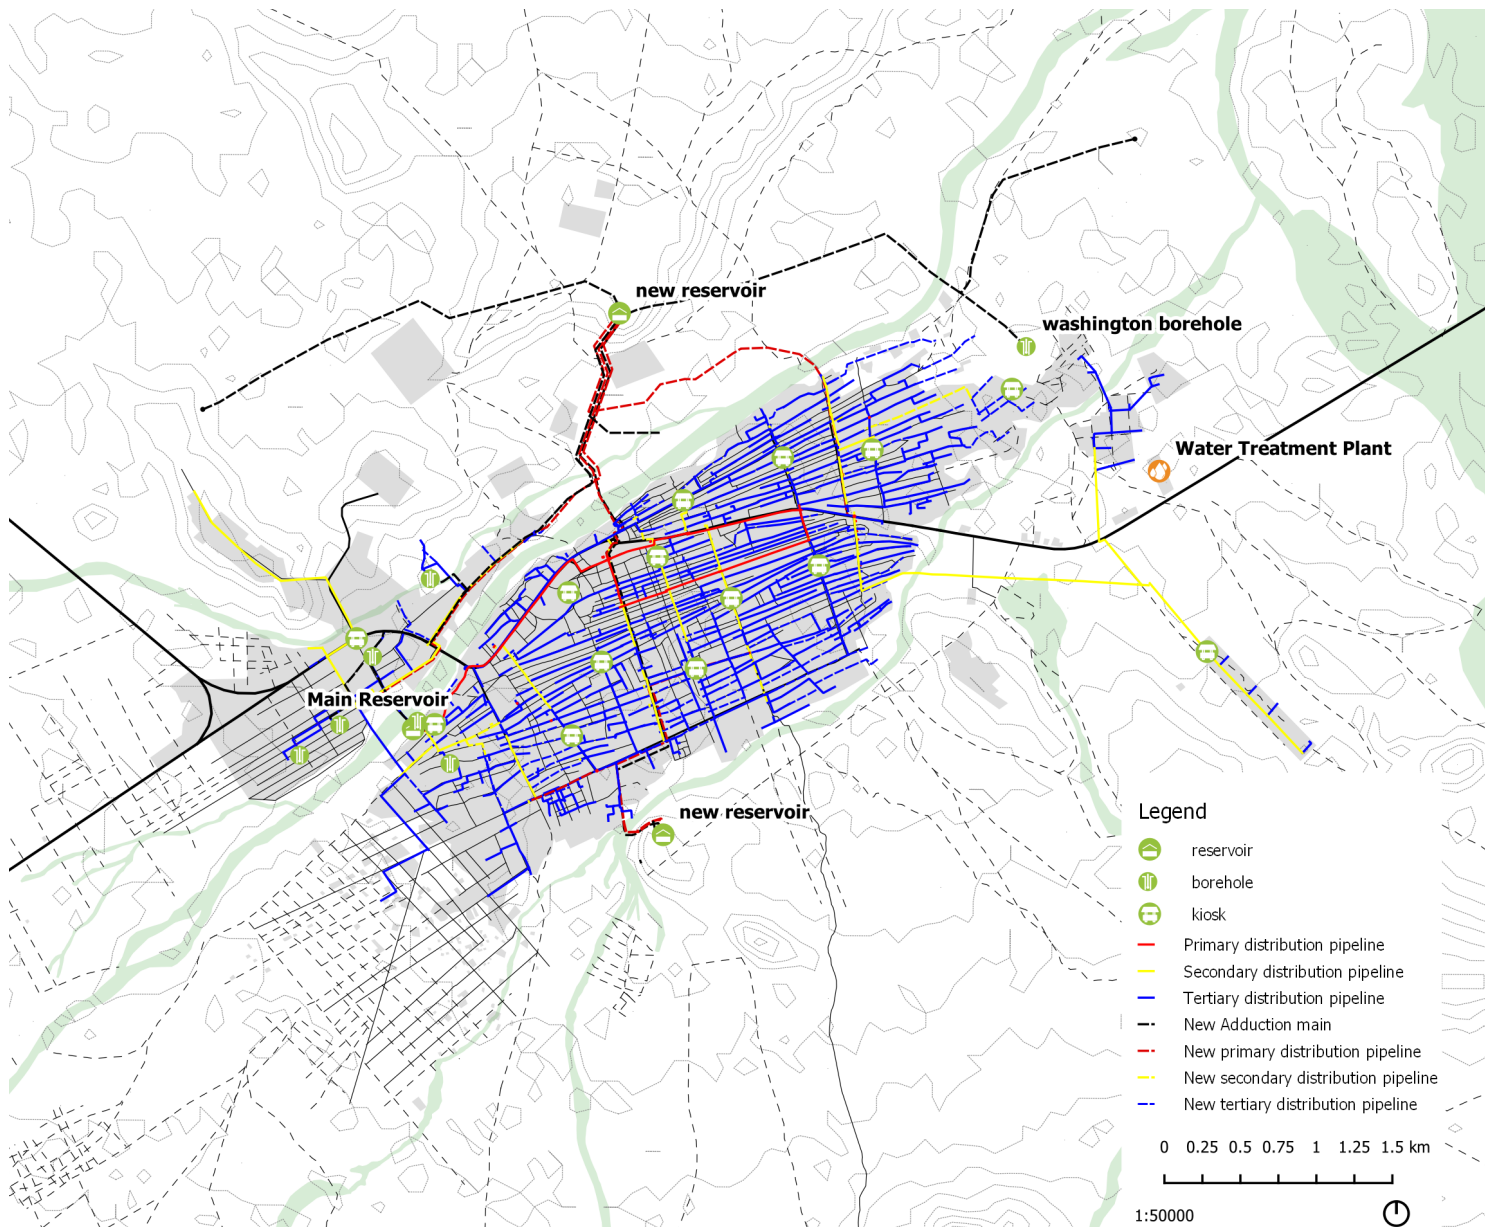 new reservoir
washington borehole
Water Treatment Plant
Main Reservoir
new reservoir
Legend
reservoir
borehole
kiosk
Primary distribution pipeline
Secondary distribution pipeline
Tertiary distribution pipeline
New Adduction main
New primary distribution pipeline
New secondary distribution pipeline
New tertiary distribution pipeline
0 0.25 0.5 0.75 1 1.25 1.5 km
1:50000